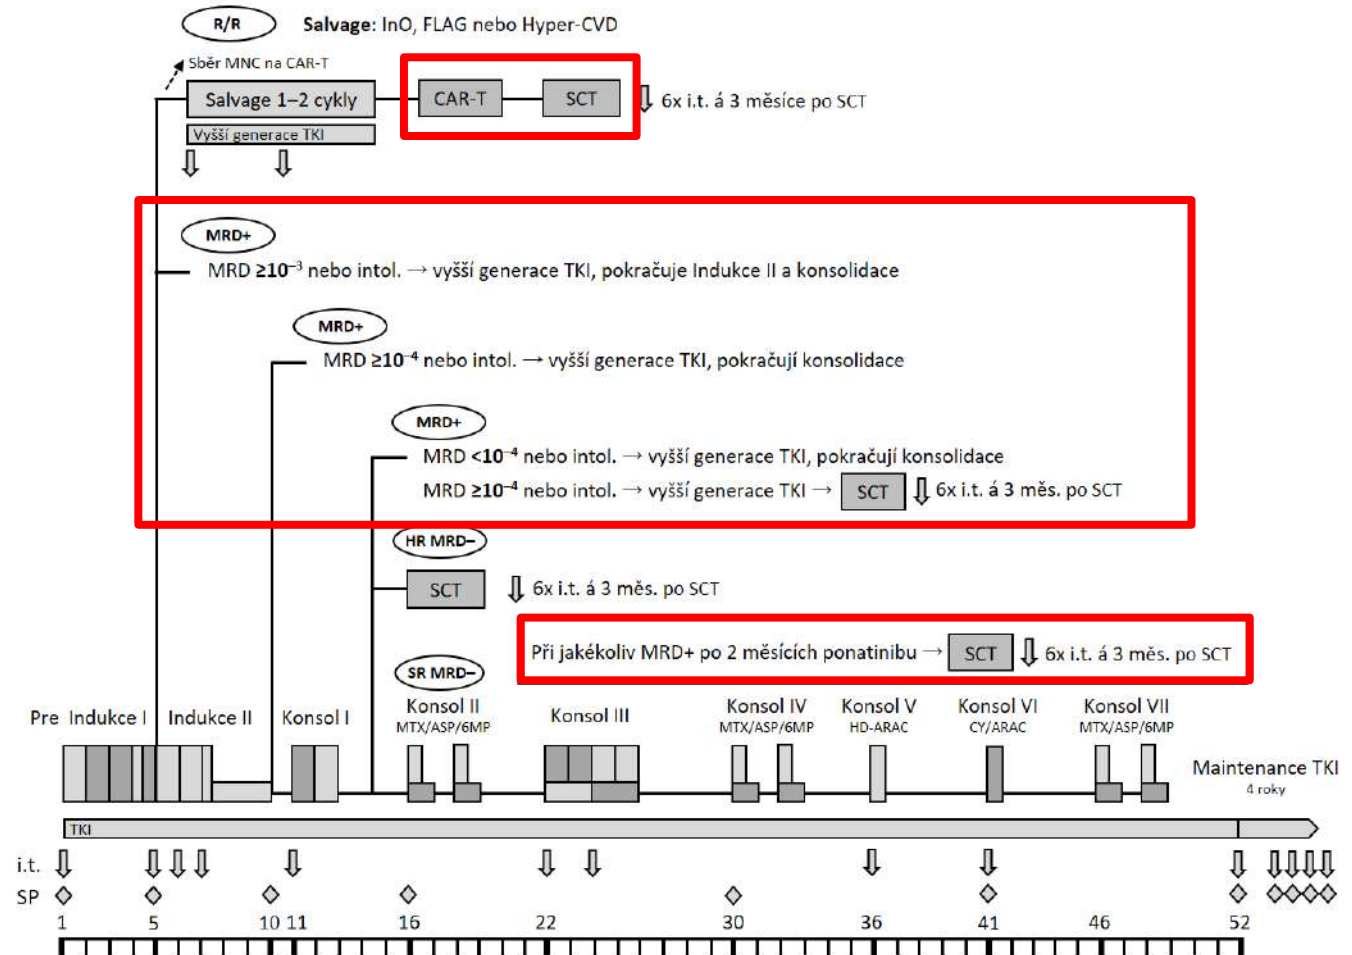 R/R Salvage: InO, FLAG nebo Hyper-CVD
Sběr MNC na CAR-T
Salvage 1–2 cykly CAR-T SCT 6x i.t. á 3 měsíce po SCT
Vyšší generace TKI
MRD+
MRD ≥10⁻³ nebo intol. → vyšší generace TKI, pokračuje Indukce II a konsolidace
MRD+
MRD ≥10⁻⁴ nebo intol. → vyšší generace TKI, pokračují konsolidace
MRD+
MRD <10⁻⁴ nebo intol. → vyšší generace TKI, pokračují konsolidace
MRD ≥10⁻⁴ nebo intol. → vyšší generace TKI → SCT 6x i.t. á 3 měs. po SCT
HR MRD–
SCT 6x i.t. á 3 měs. po SCT
Při jakékoliv MRD+ po 2 měsících ponatinibu → SCT 6x i.t. á 3 měs. po SCT
SR MRD–
Pre Indukce I Indukce II Konsol I Konsol II Konsol III Konsol IV Konsol V Konsol VI Konsol VII
MTX/ASP/6MP MTX/ASP/6MP HD-ARAC CY/ARAC MTX/ASP/6MP
Maintenance TKI
4 roky
TKI
i.t.
SP
1 5 10 11 16 22 30 36 41 46 52